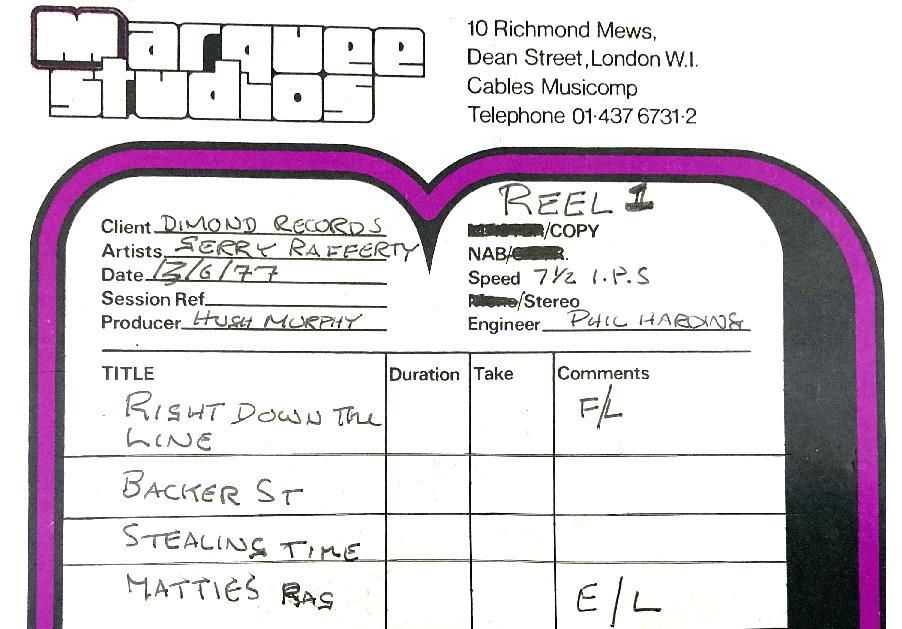 Marquee
Studios
10 Richmond Mews,
Dean Street, London W.I.
Cables Musicomp
Telephone 01·437 6731·2
REEL 1
Client DIMOND RECORDS
/COPY
Artists GERRY RAFFERTY
NAB/
Date 13/6/77
Speed 7½ I.P.S
Session Ref
/Stereo
Producer HUGH MURPHY
Engineer PHIL HARDING
TITLE Duration Take Comments
RIGHT DOWN THE F/L
LINE
BACKER ST
STEALING TIME
MATTIES RAG E/L